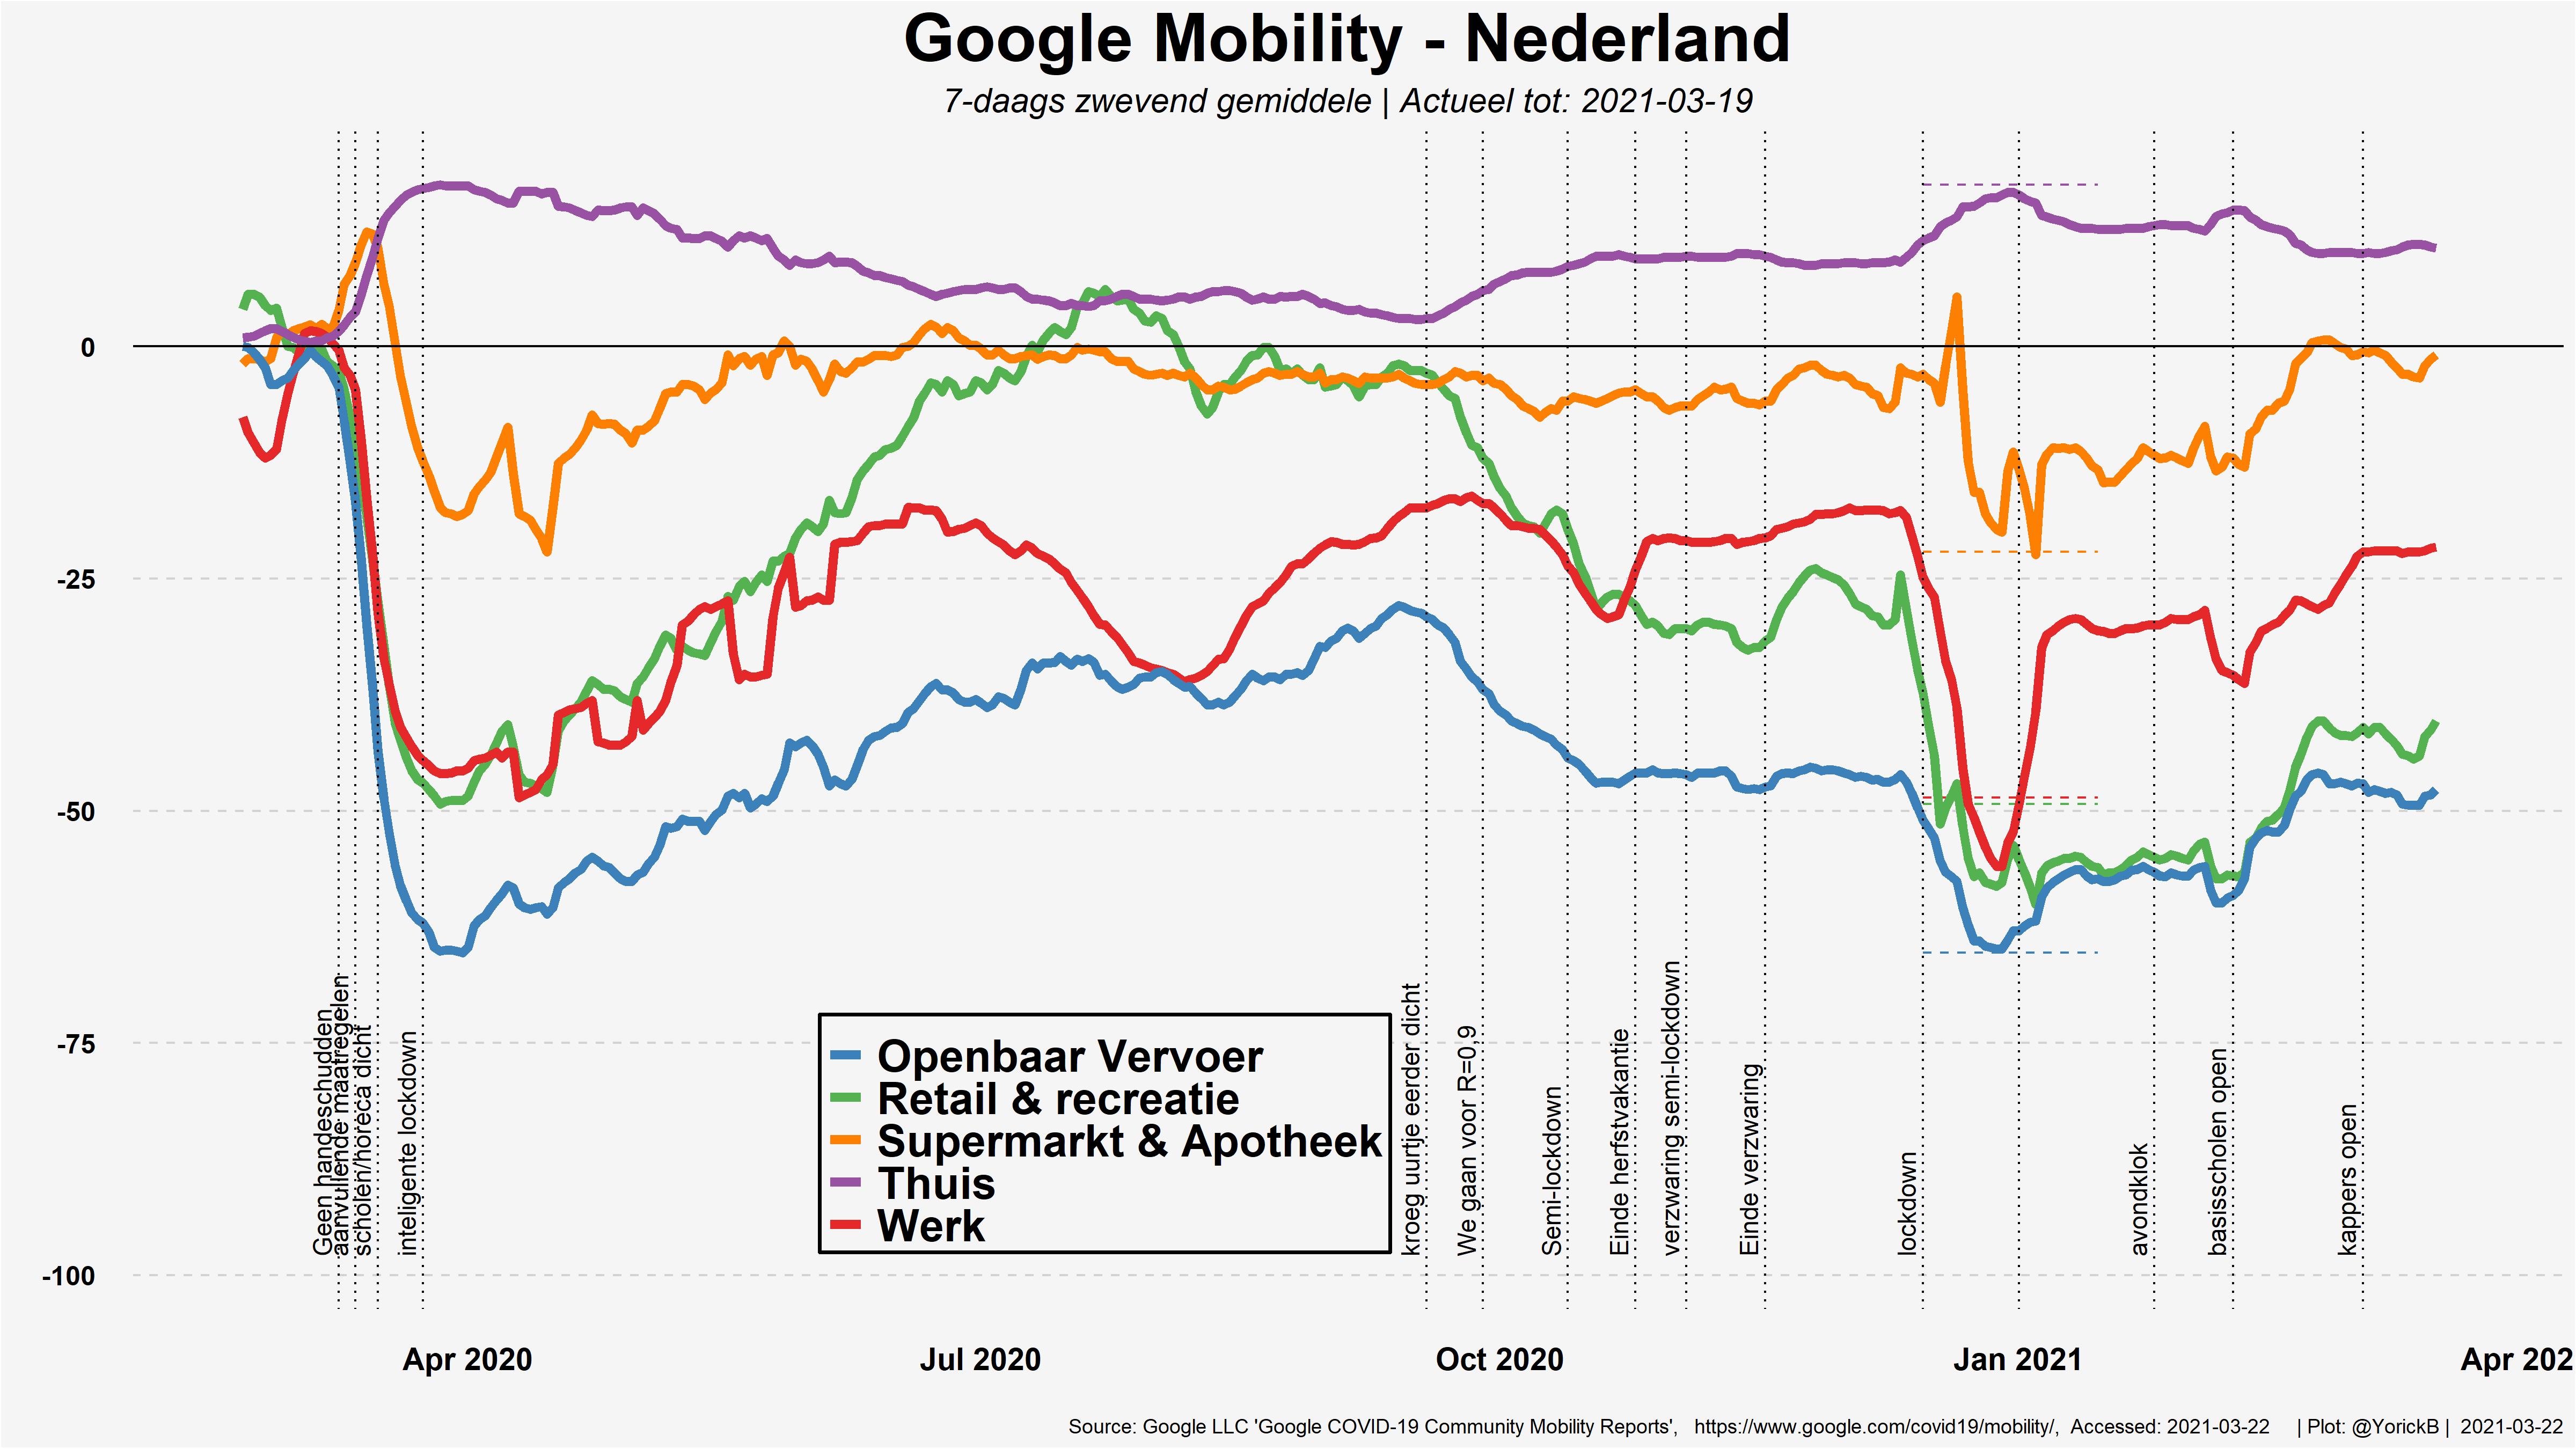 Google Mobility - Nederland
7-daags zwevend gemiddele | Actueel tot: 2021-03-19
0
-25
-50
-75
-100
Geen handeschudden
aanvullende maatregelen
scholen/horeca dicht
inteligente lockdown
Openbaar Vervoer
Retail & recreatie
Supermarkt & Apotheek
Thuis
Werk
kroeg uurtje eerder dicht
We gaan voor R=0,9
Semi-lockdown
Einde herfstvakantie
verzwaring semi-lockdown
Einde verzwaring
lockdown
avondklok
basisscholen open
kappers open
Apr 2020
Jul 2020
Oct 2020
Jan 2021
Apr 202
Source: Google LLC 'Google COVID-19 Community Mobility Reports', https://www.google.com/covid19/mobility/, Accessed: 2021-03-22 | Plot: @YorickB | 2021-03-22